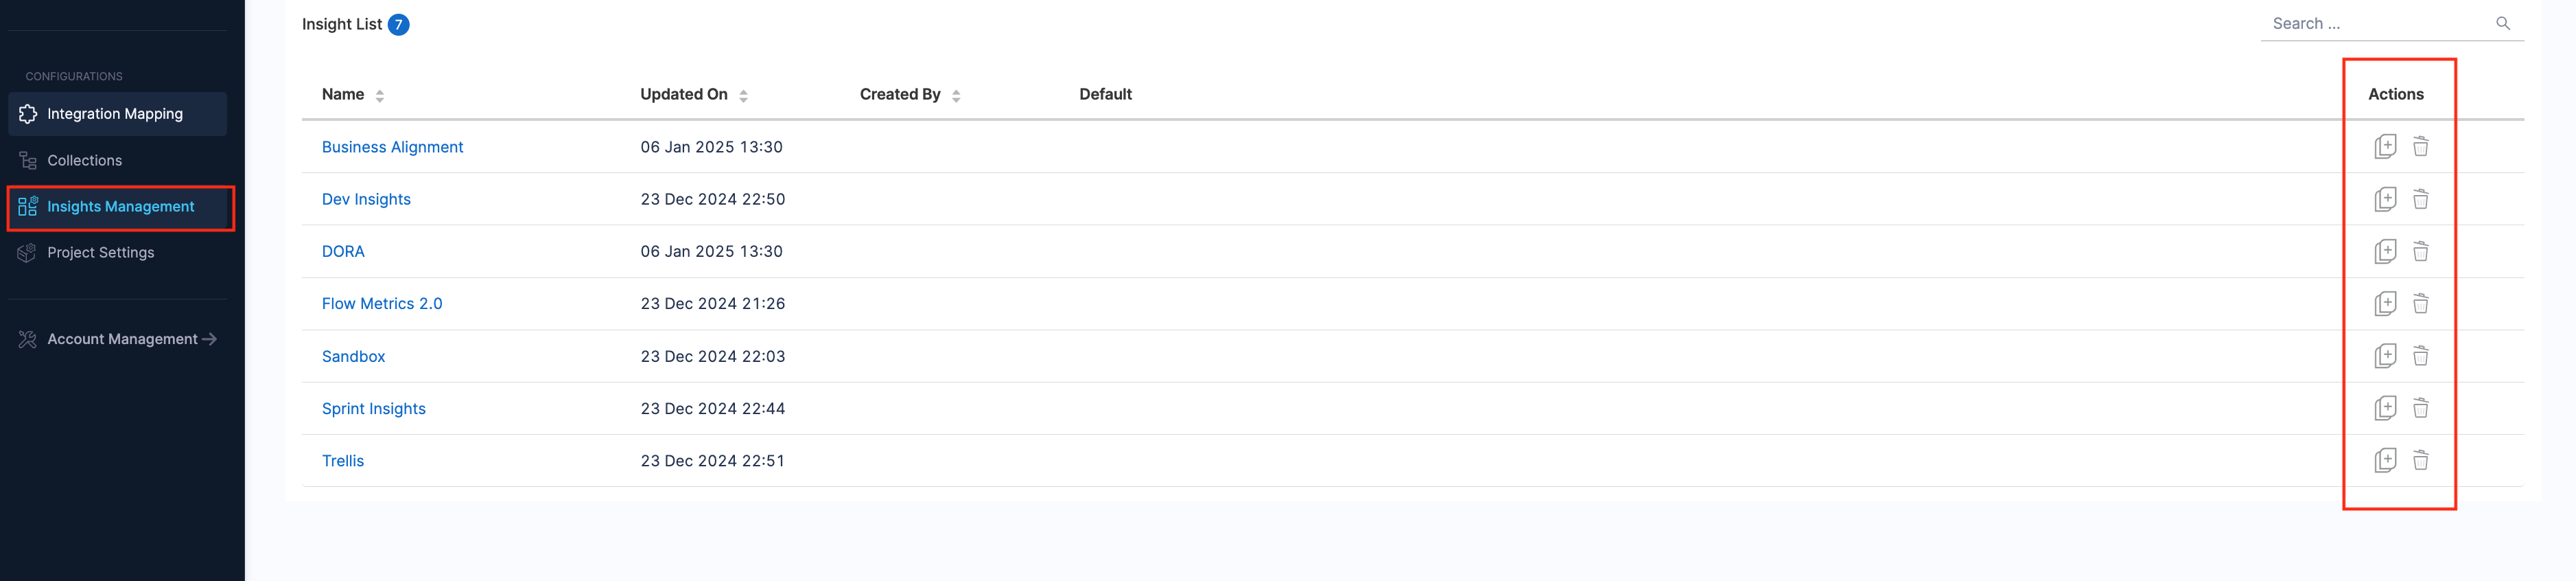 CONFIGURATIONS
Integration Mapping
Collections
Insights Management
Project Settings
Account Management
Insight List 7
Search ...
Name Updated On Created By Default Actions
Business Alignment 06 Jan 2025 13:30
Dev Insights 23 Dec 2024 22:50
DORA 06 Jan 2025 13:30
Flow Metrics 2.0 23 Dec 2024 21:26
Sandbox 23 Dec 2024 22:03
Sprint Insights 23 Dec 2024 22:44
Trellis 23 Dec 2024 22:51